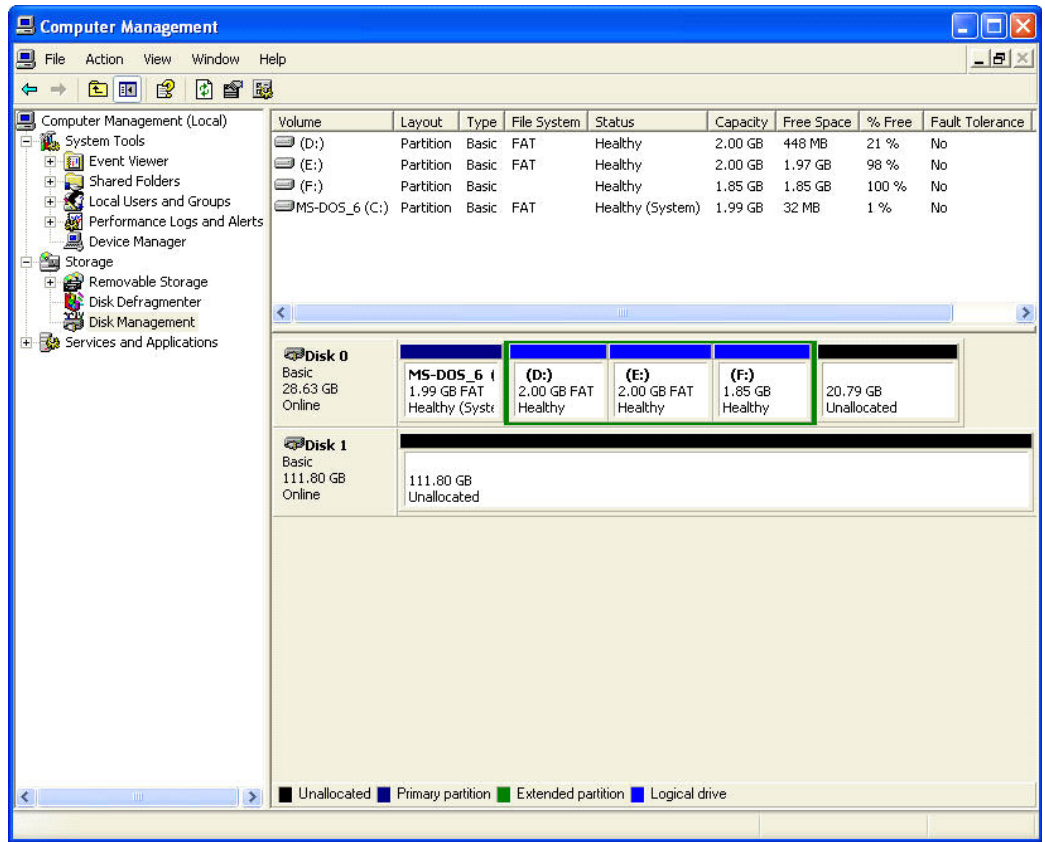 Computer Management
File Action View Window Help
Computer Management (Local)
System Tools
Event Viewer
Shared Folders
Local Users and Groups
Performance Logs and Alerts
Device Manager
Storage
Removable Storage
Disk Defragmenter
Disk Management
Services and Applications
Volume Layout Type File System Status Capacity Free Space % Free Fault Tolerance
(D:) Partition Basic FAT Healthy 2.00 GB 448 MB 21 % No
(E:) Partition Basic FAT Healthy 2.00 GB 1.97 GB 98 % No
(F:) Partition Basic Healthy 1.85 GB 1.85 GB 100 % No
MS-DOS_6 (C:) Partition Basic FAT Healthy (System) 1.99 GB 32 MB 1 % No
Disk 0
Basic
28.63 GB
Online
MS-DOS_6 (
1.99 GB FAT
Healthy (Syste
(D:)
2.00 GB FAT
Healthy
(E:)
2.00 GB FAT
Healthy
(F:)
1.85 GB
Healthy
20.79 GB
Unallocated
Disk 1
Basic
111.80 GB
Online
111.80 GB
Unallocated
Unallocated Primary partition Extended partition Logical drive